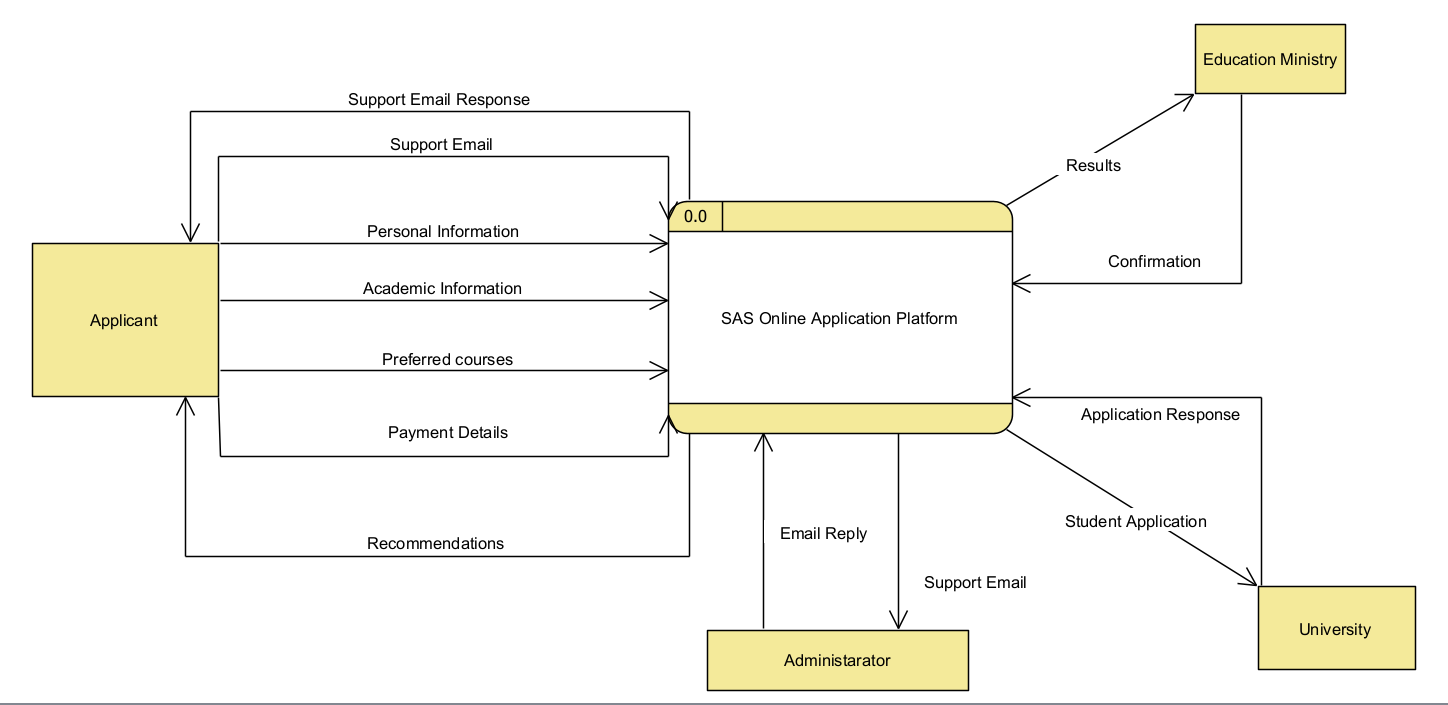 Education Ministry
Support Email Response
Support Email
Results
0.0
Personal Information
Confirmation
Academic Information
Applicant
SAS Online Application Platform
Preferred courses
Application Response
Payment Details
Student Application
Email Reply
Recommendations
Support Email
University
Administarator